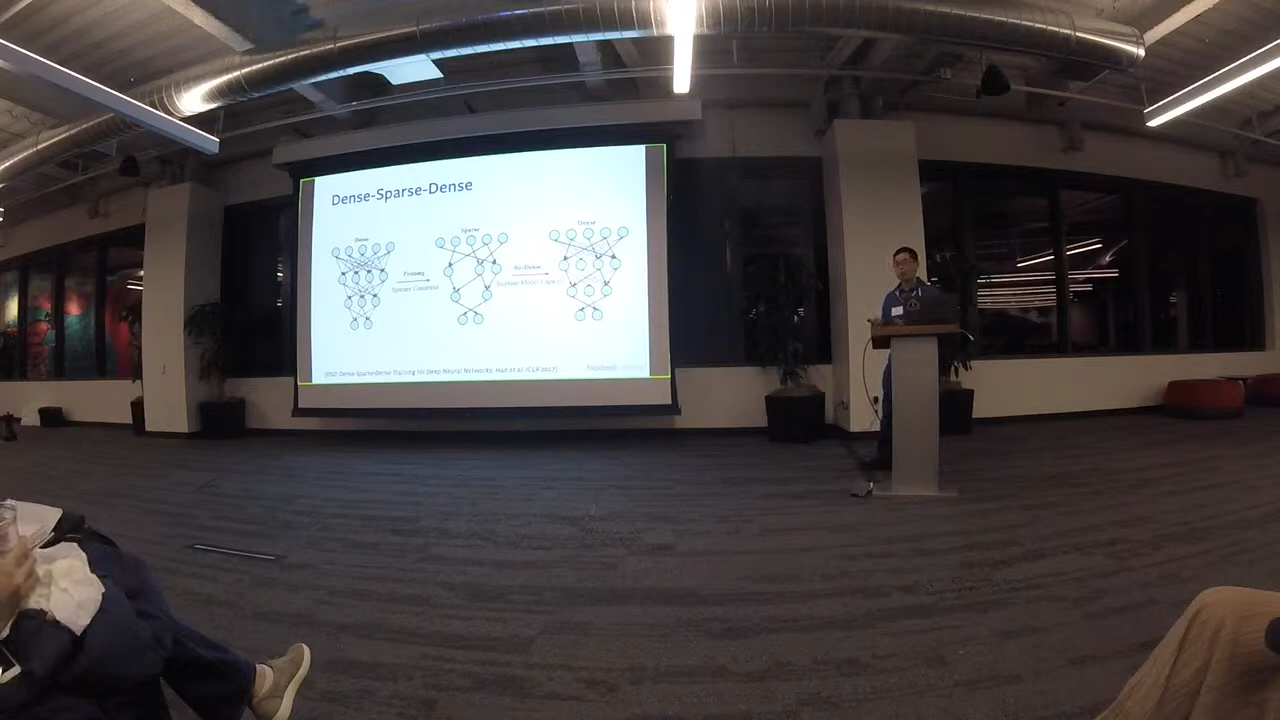 Dense-Sparse-Dense
Dense
Sparse
Dense
Pruning
Sparsity Constraint
Re-Dense
Increase Model Capacity
DSD: Dense-Sparse-Dense Training for Deep Neural Networks. Han et al. ICLR 2017